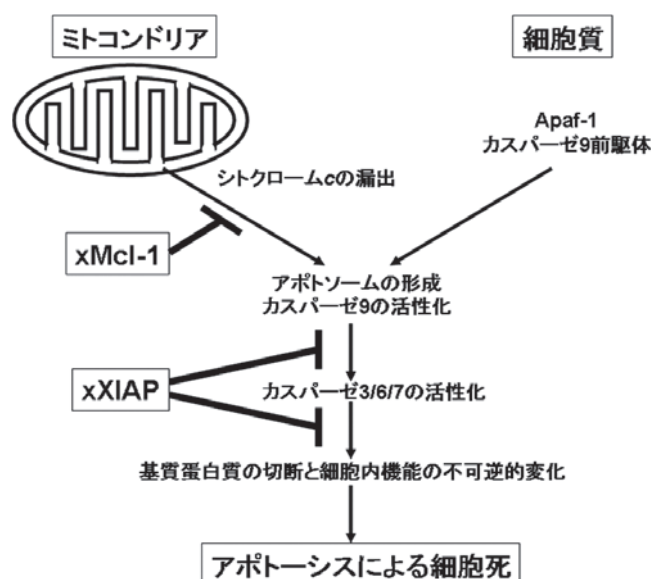 ミトコンドリア
細胞質
Apaf-1
カスパーゼ9前駆体
シトクロームcの漏出
xMcl-1
アポトソームの形成
カスパーゼ9の活性化
xXIAP
カスパーゼ3/6/7の活性化
基質蛋白質の切断と細胞内機能の不可逆的変化
アポトーシスによる細胞死